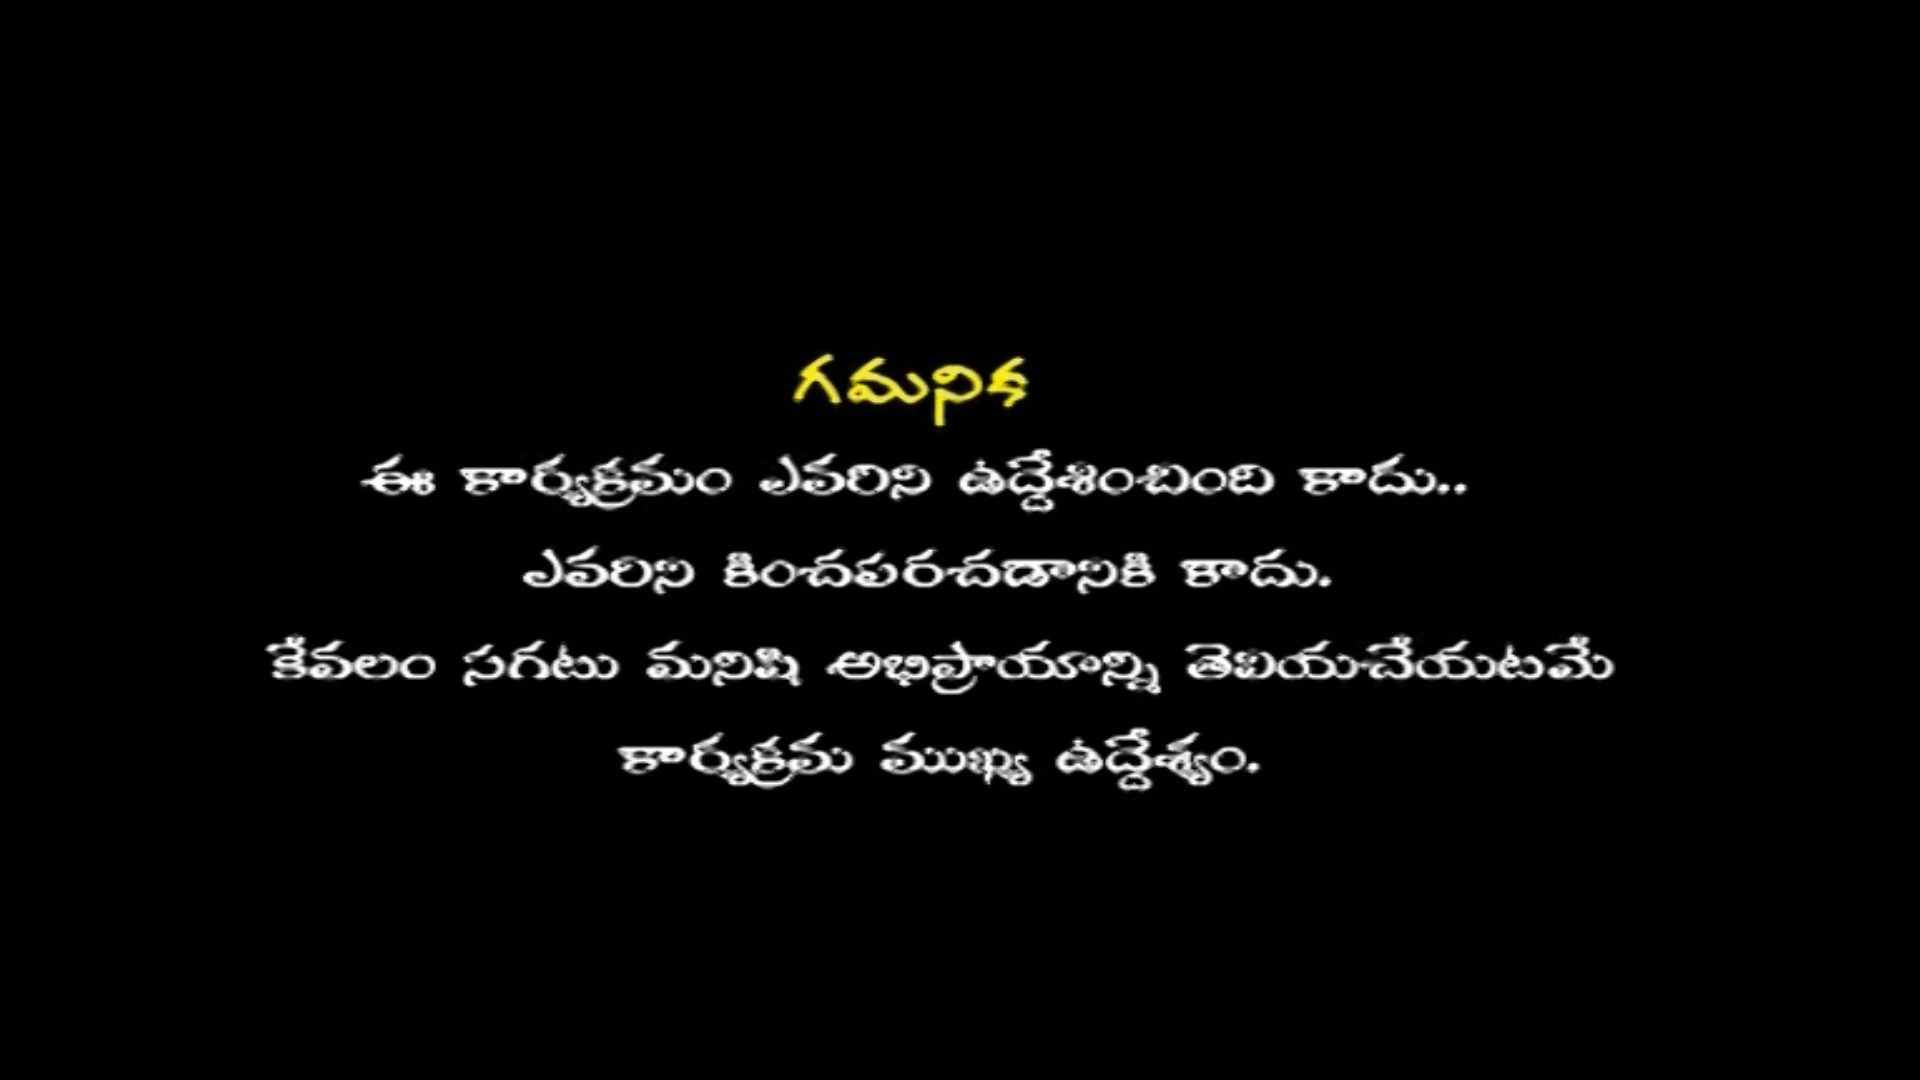 గమనిక
ఈ కార్యక్రమం ఎవరిని ఉద్దేశించింది కాదు..
ఎవరిని కించపరచడానికి కాదు.
కేవలం సగటు మనిషి అభిప్రాయాన్ని తెలియచేయటమే
కార్యక్రమ ముఖ్య ఉద్దేశ్యం.